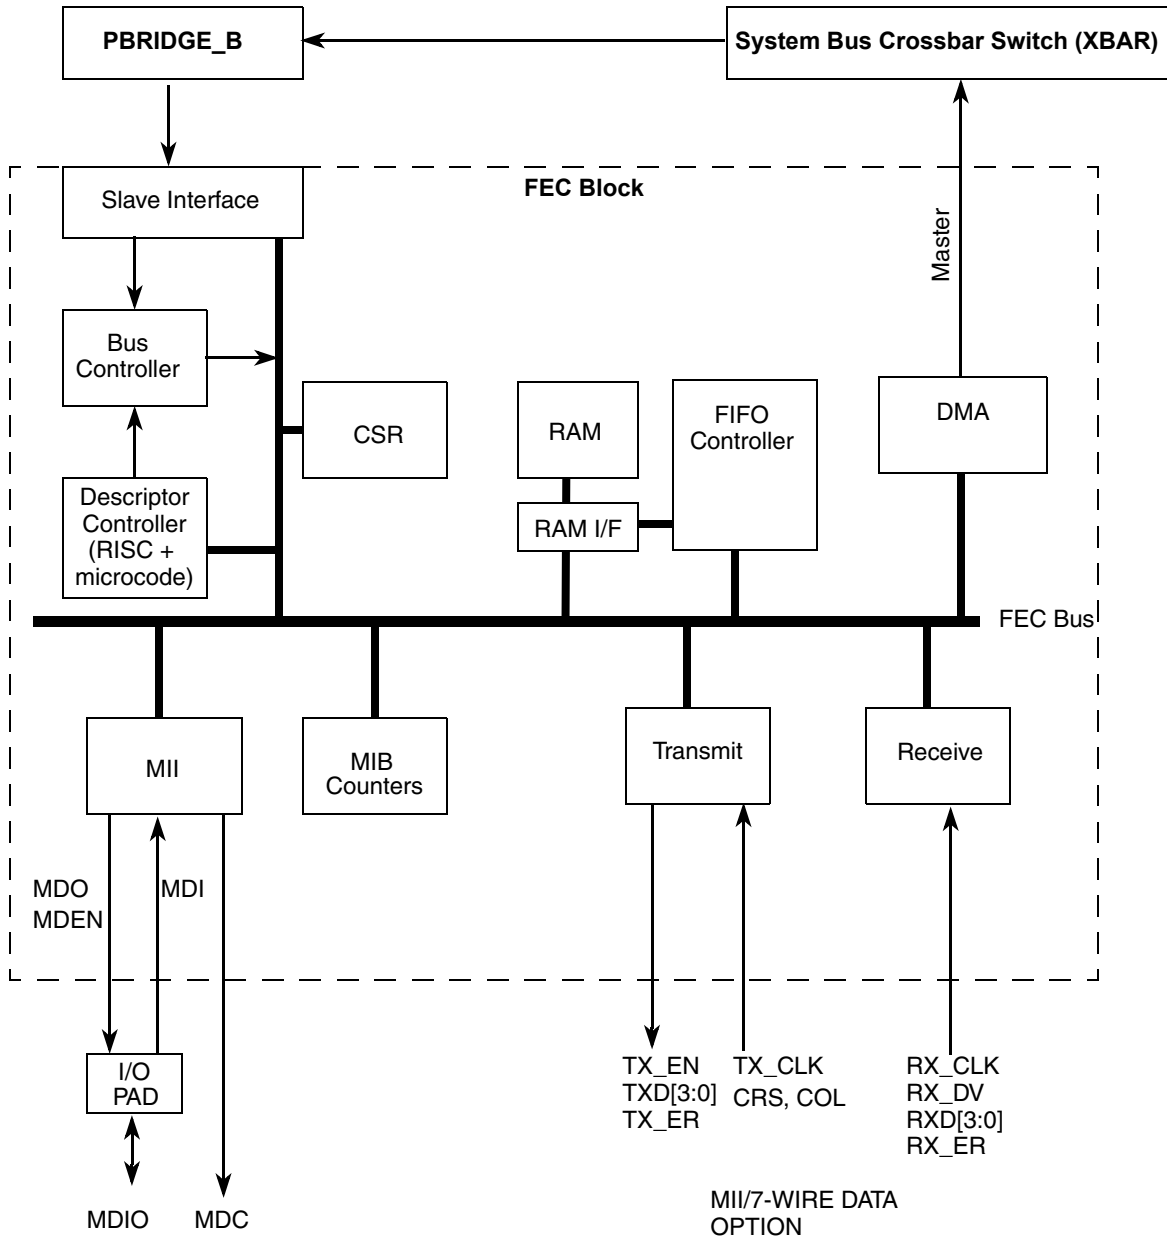 PBRIDGE_B
System Bus Crossbar Switch (XBAR)
Slave Interface
FEC Block
Master
Bus
Controller
CSR
RAM
FIFO
Controller
DMA
Descriptor
Controller
(RISC +
microcode)
RAM I/F
FEC Bus
MII
MIB
Counters
Transmit
Receive
MDO
MDEN
MDI
I/O
PAD
TX_EN
TXD[3:0]
TX_ER
TX_CLK
CRS, COL
RX_CLK
RX_DV
RXD[3:0]
RX_ER
MDIO
MDC
MII/7-WIRE DATA
OPTION